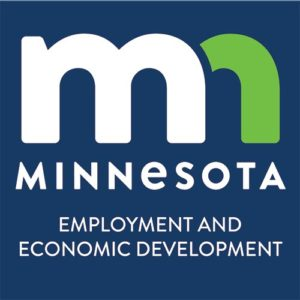 mn
MINNeSOTA
EMPLOYMENT AND
ECONOMIC DEVELOPMENT